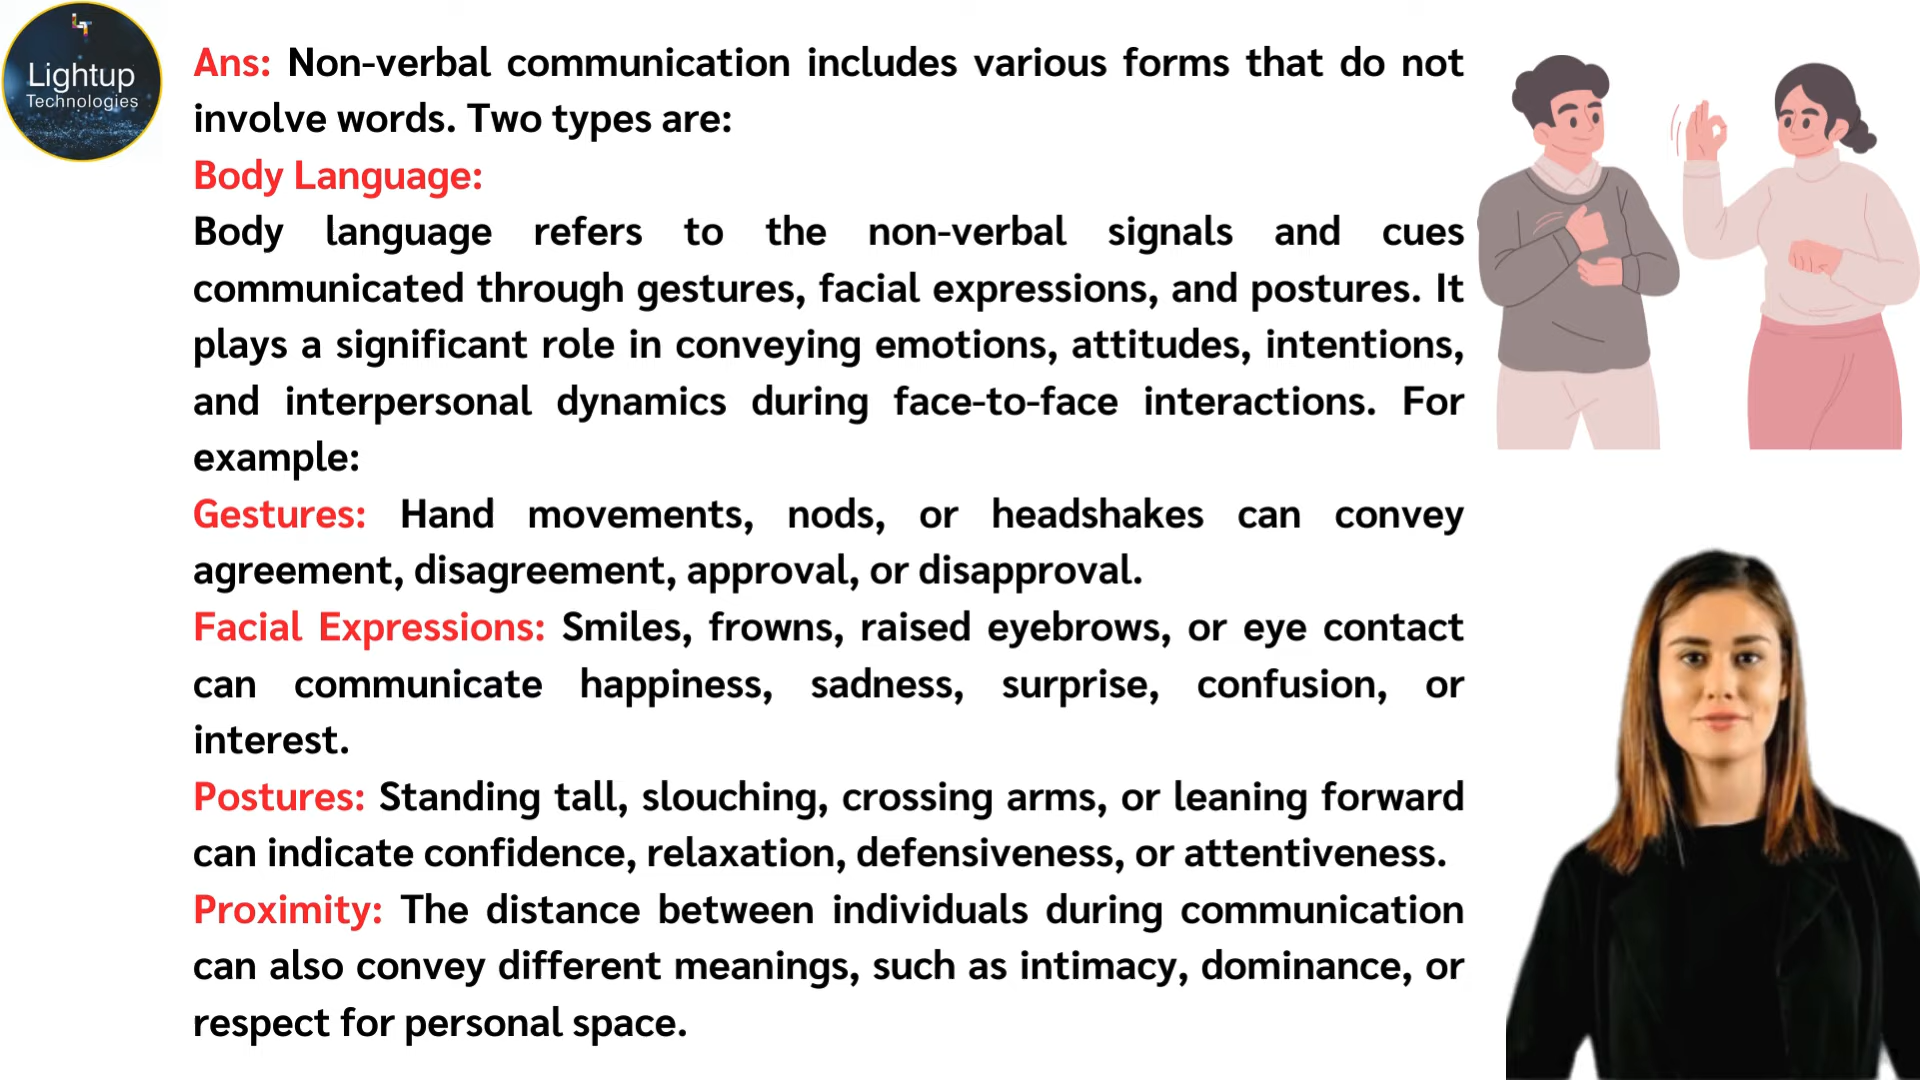 LT
Lightup
Technologies
Ans: Non-verbal communication includes various forms that do not
involve words. Two types are:
Body Language:
Body language refers to the non-verbal signals and cues
communicated through gestures, facial expressions, and postures. It
plays a significant role in conveying emotions, attitudes, intentions,
and interpersonal dynamics during face-to-face interactions. For
example:
Gestures: Hand movements, nods, or headshakes can convey
agreement, disagreement, approval, or disapproval.
Facial Expressions: Smiles, frowns, raised eyebrows, or eye contact
can communicate happiness, sadness, surprise, confusion, or
interest.
Postures: Standing tall, slouching, crossing arms, or leaning forward
can indicate confidence, relaxation, defensiveness, or attentiveness.
Proximity: The distance between individuals during communication
can also convey different meanings, such as intimacy, dominance, or
respect for personal space.